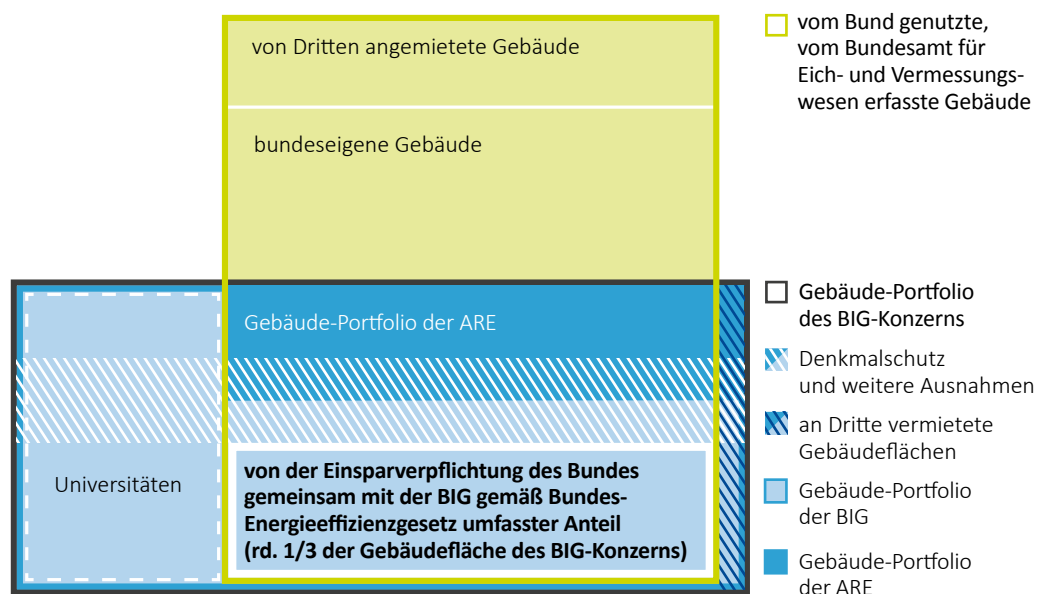 von Dritten angemietete Gebäude
bundeseigene Gebäude
Gebäude-Portfolio der ARE
Universitäten
von der Einsparverpflichtung des Bundes
gemeinsam mit der BIG gemäß Bundes-
Energieeffizienzgesetz umfasster Anteil
(rd. 1/3 der Gebäudefläche des BIG-Konzerns)
vom Bund genutzte,
vom Bundesamt für
Eich- und Vermessungs-
wesen erfasste Gebäude
Gebäude-Portfolio
des BIG-Konzerns
Denkmalschutz
und weitere Ausnahmen
an Dritte vermietete
Gebäudeflächen
Gebäude-Portfolio
der BIG
Gebäude-Portfolio
der ARE